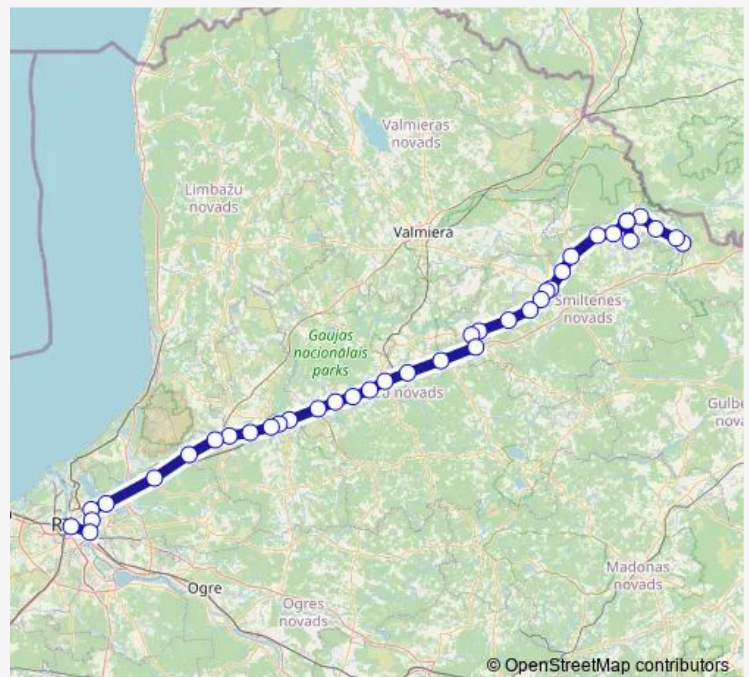 Valmieras
novads
Limbažu
novads
Valmiera
Smiltenes
novads
Gaujas
nacionālais
parks
novads
Gulbe
nova
R
Madonas
novads
Ogre
Ogres
novads
© OpenStreetMap contributors